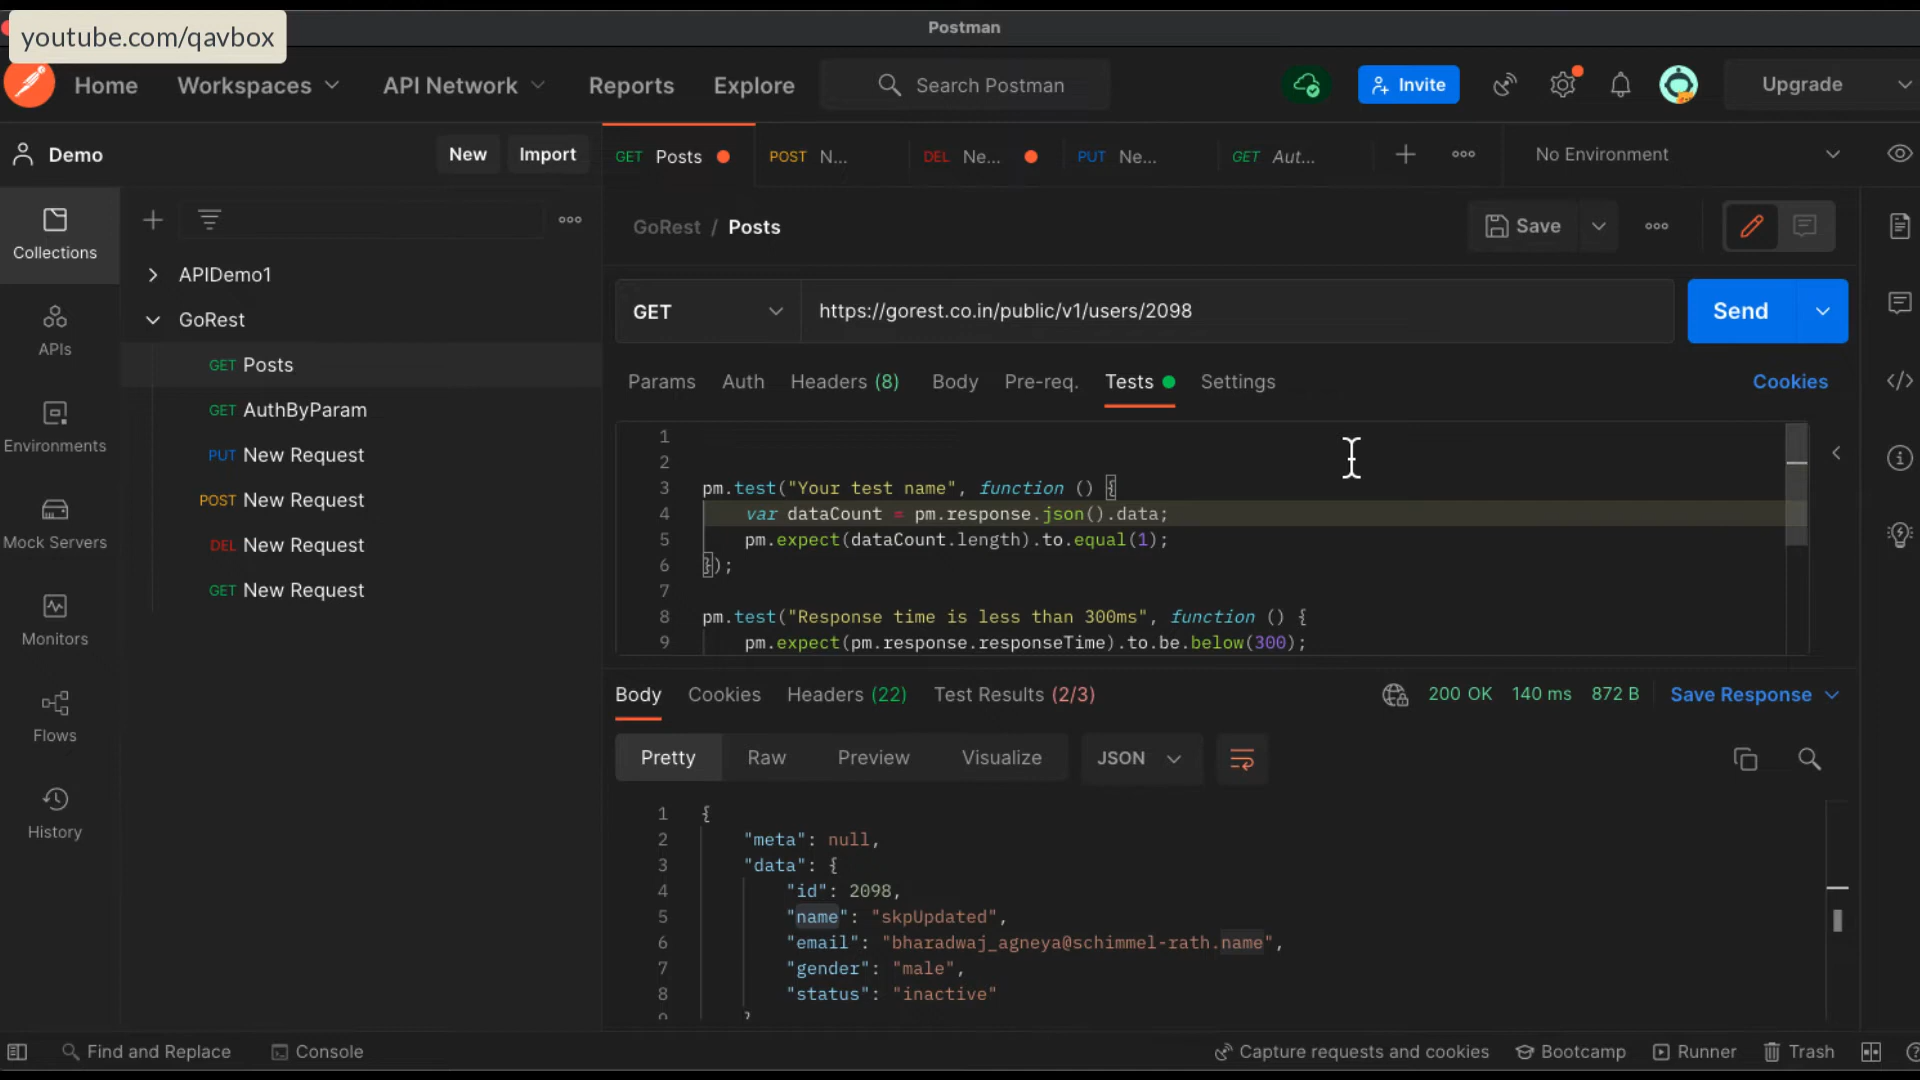 Postman
youtube.com/qavbox
Home Workspaces API Network Reports Explore Search Postman Invite Upgrade
Demo New Import GET Posts POST N... DEL Ne... PUT Ne... GET Aut... No Environment
GoRest / Posts Save
Collections
APIDemo1
GoRest
GET https://gorest.co.in/public/v1/users/2098 Send
APIs
GET Posts
GET AuthByParam
PUT New Request
POST New Request
DEL New Request
GET New Request
Environments
Mock Servers
Monitors
Flows
History
Params Auth Headers (8) Body Pre-req. Tests Settings Cookies
1
2
3 pm.test("Your test name", function () {
4 var dataCount = pm.response.json().data;
5 pm.expect(dataCount.length).to.equal(1);
6 });
7
8 pm.test("Response time is less than 300ms", function () {
9 pm.expect(pm.response.responseTime).to.be.below(300);
Body Cookies Headers (22) Test Results (2/3) 200 OK 140 ms 872 B Save Response
Pretty Raw Preview Visualize JSON
1 {
2 "meta": null,
3 "data": {
4 "id": 2098,
5 "name": "skpUpdated",
6 "email": "bharadwaj_agneya@schimmel-rath.name",
7 "gender": "male",
8 "status": "inactive"
Find and Replace Console Capture requests and cookies Bootcamp Runner Trash